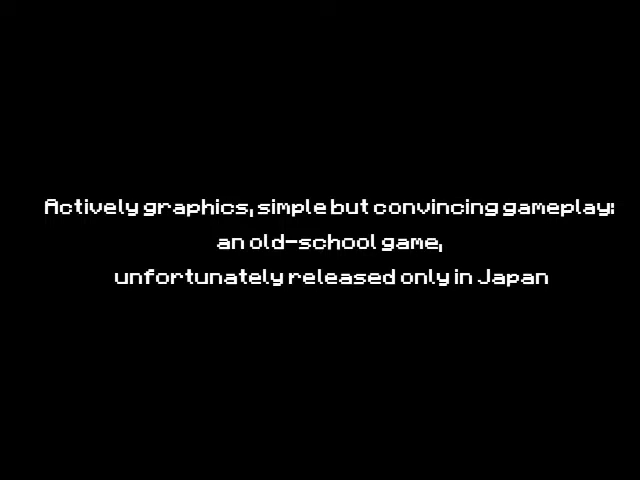 Actively graphics, simple but convincing gameplay:
an old-school game,
unfortunately released only in Japan